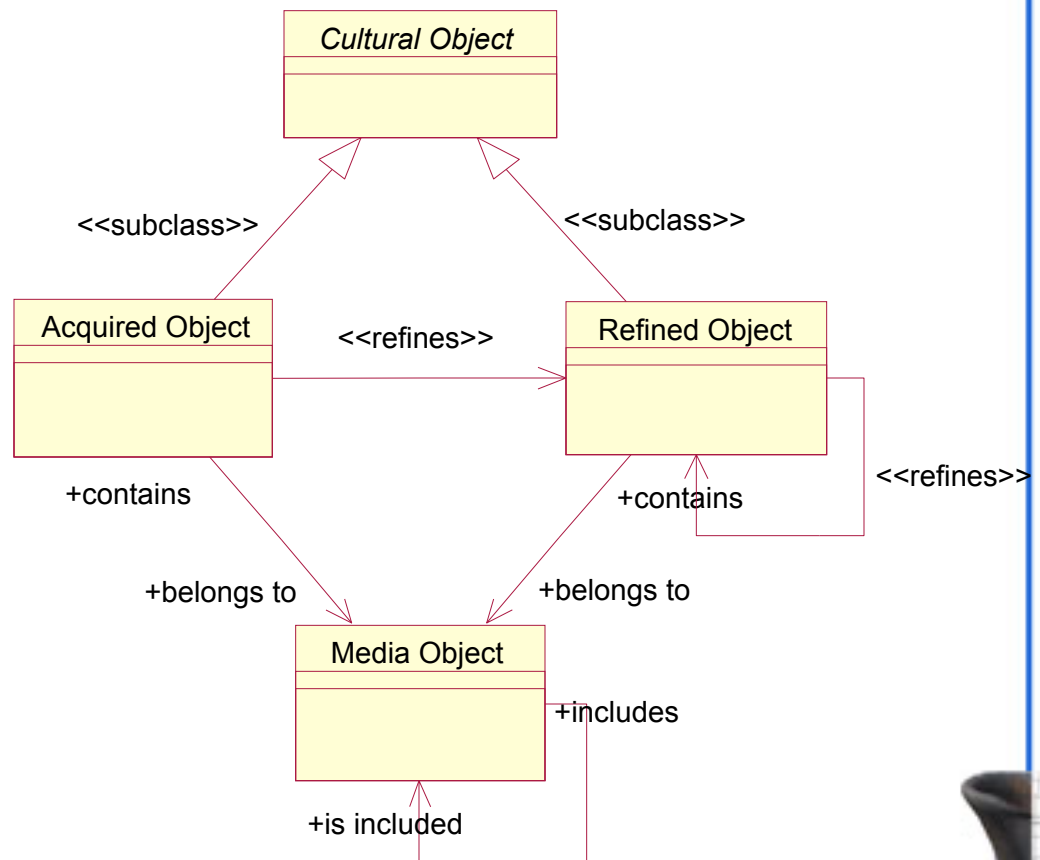 Cultural Object
<<subclass>>
<<subclass>>
Acquired Object
<<refines>>
Refined Object
+contains
+contains
<<refines>>
+belongs to
+belongs to
Media Object
+includes
+is included